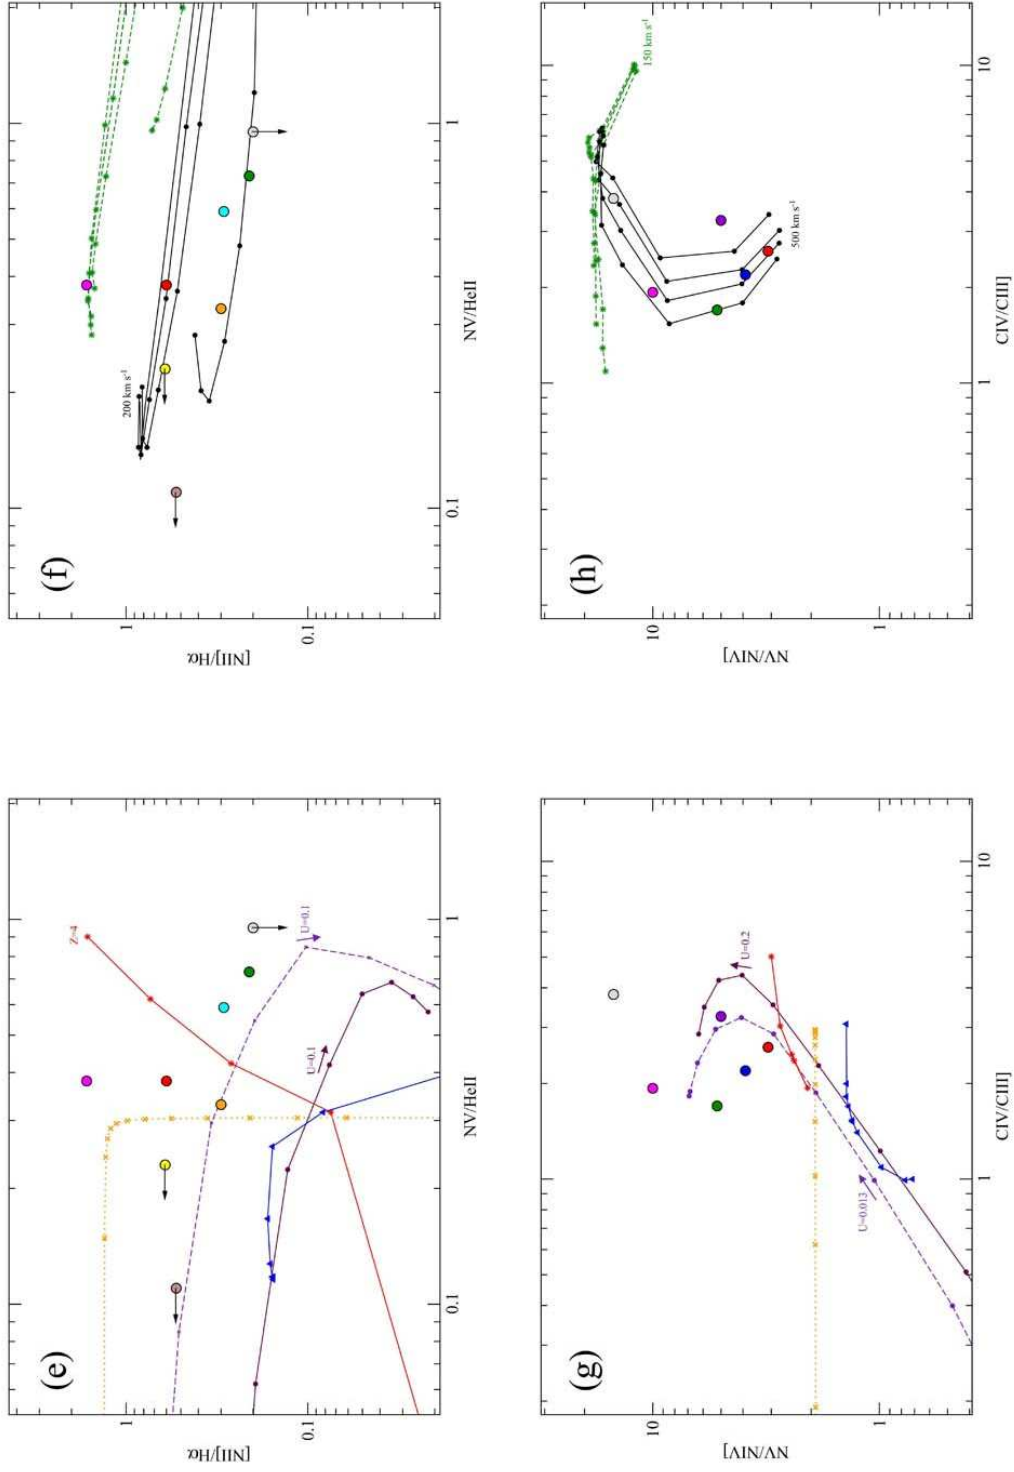 (e)
Z=4
1
[NII]/Hα
U=0.1
U=0.1
0.1
0.1
1
NV/HeII
(f)
200 km s⁻¹
1
[NII]/Hα
0.1
0.1
1
NV/HeII
(g)
10
U=0.2
NV/NIV]
U=0.013
1
1
10
CIV/CIII]
(h)
150 km s⁻¹
10
500 km s⁻¹
NV/NIV]
1
1
10
CIV/CIII]